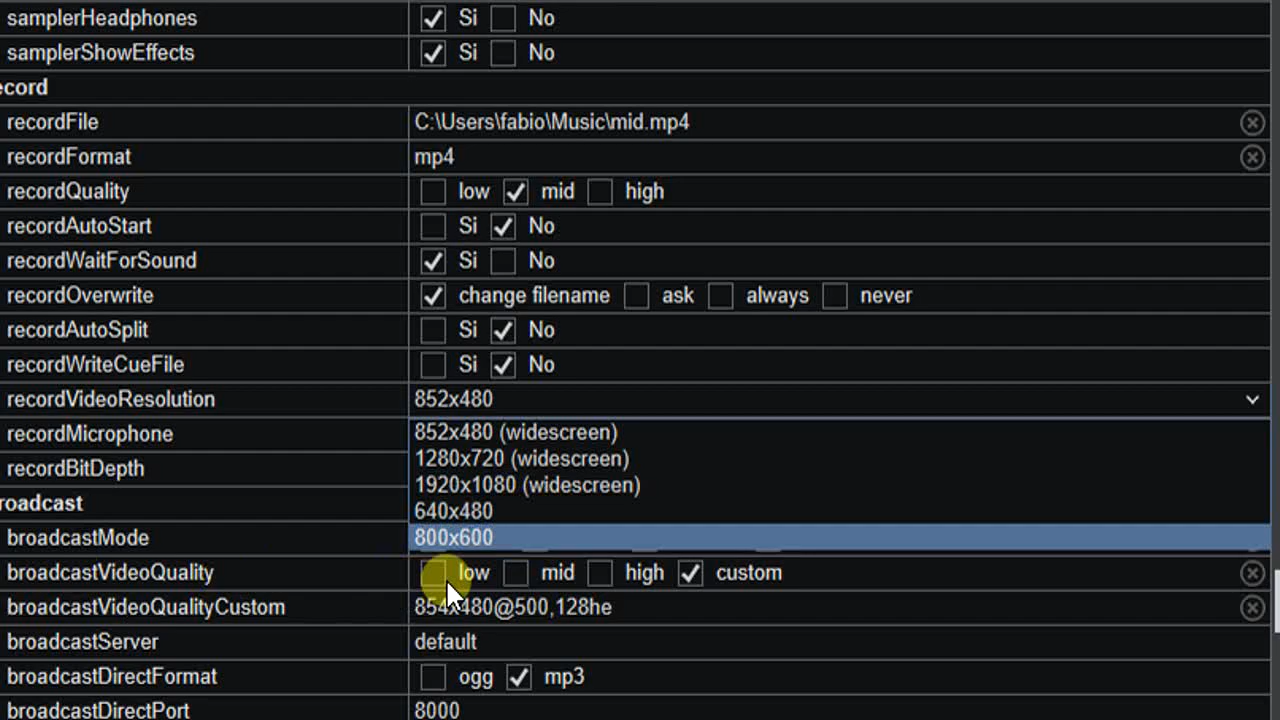 samplerHeadphones Si No
samplerShowEffects Si No
ecord
recordFile C:\Users\fabio\Music\mid.mp4
recordFormat mp4
recordQuality low mid high
recordAutoStart Si No
recordWaitForSound Si No
recordOverwrite change filename ask always never
recordAutoSplit Si No
recordWriteCueFile Si No
recordVideoResolution 852x480
recordMicrophone 852x480 (widescreen)
1280x720 (widescreen)
recordBitDepth 1920x1080 (widescreen)
roadcast 640x480
broadcastMode 800x600
broadcastVideoQuality low mid high custom
broadcastVideoQualityCustom 854x480@500,128he
broadcastServer default
broadcastDirectFormat ogg mp3
broadcastDirectPort 8000